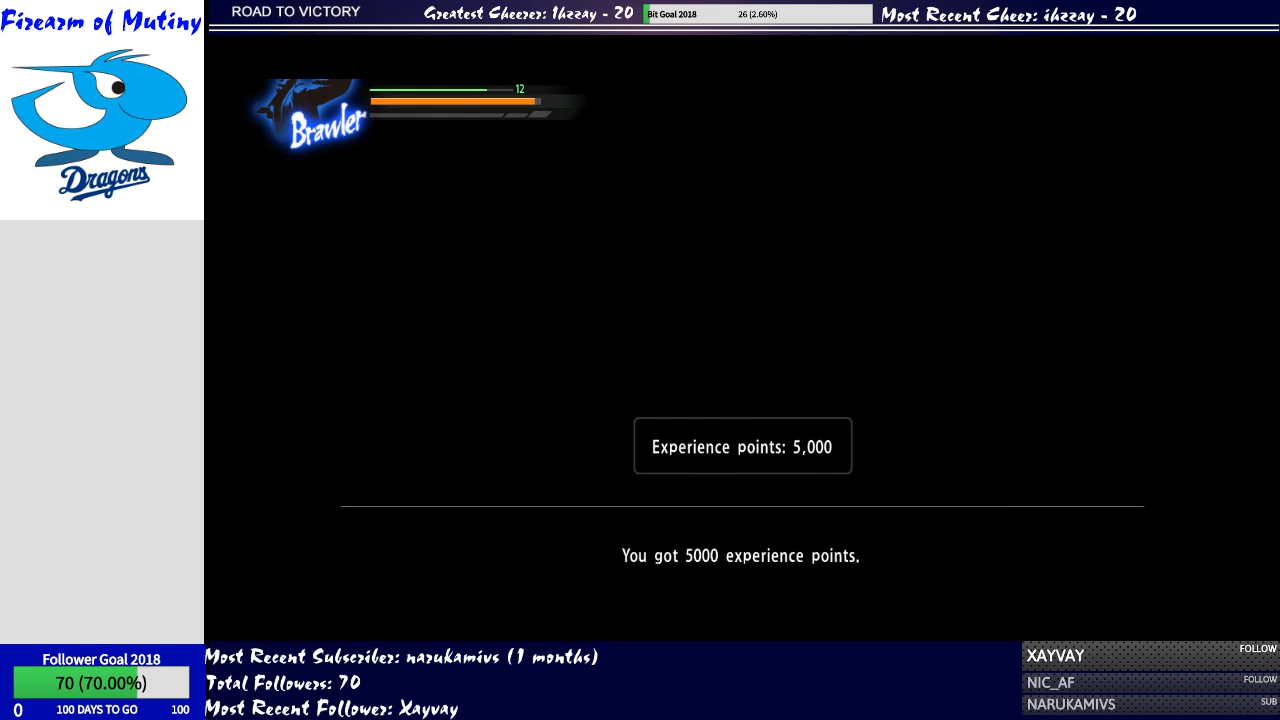 Firearm of Mutiny
Dragons
ROAD TO VICTORY
Greatest Cheerer: 1hzzay - 20
Bit Goal 2018
26 (2.60%)
Most Recent Cheer: ihzzay - 20
12
Brawler
Experience points: 5,000
You got 5000 experience points.
Follower Goal 2018
70 (70.00%)
0
100 DAYS TO GO
100
Most Recent Subscriber: narukamivs (1 months)
Total Followers: 70
Most Recent Follower: Xayvay
XAYVAY
FOLLOW
NIC_AF
FOLLOW
NARUKAMIVS
SUB